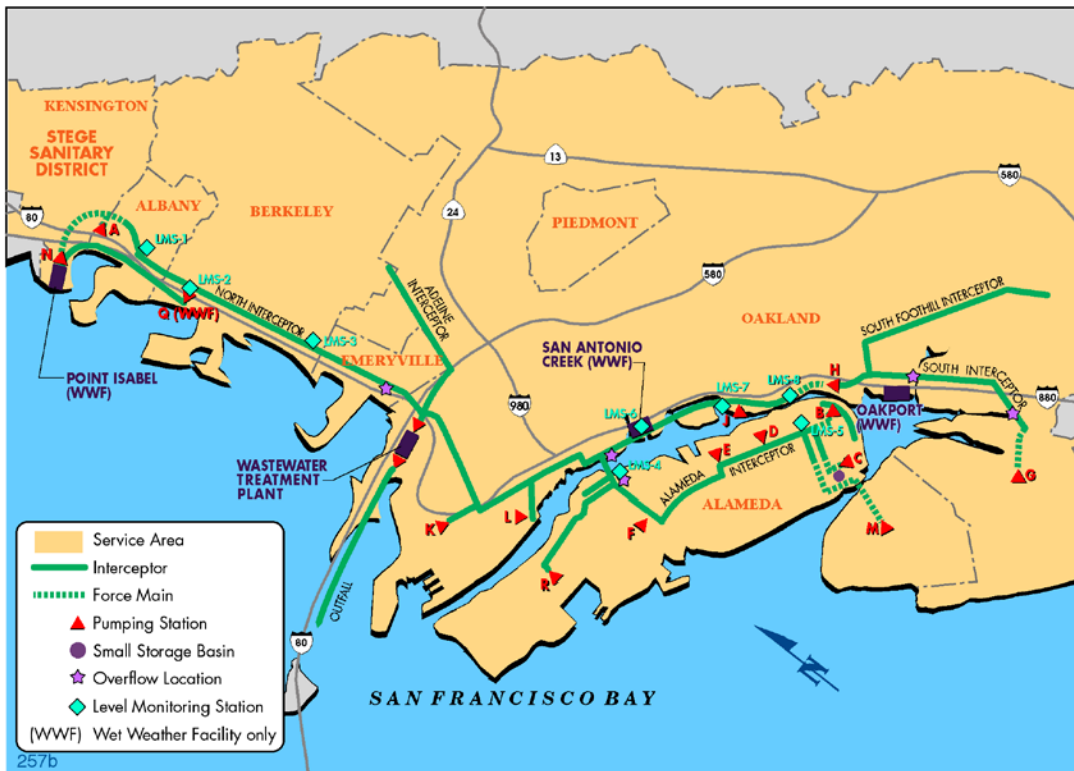 KENSINGTON
STEGE
SANITARY
DISTRICT
80
ALBANY
BERKELEY
A
N
LMS-1
LMS-2
Q (WWF)
NORTH INTERCEPTOR
LMS-3
POINT ISABEL
(WWF)
EMERYVILLE
ADELINE
INTERCEPTOR
24
13
580
PIEDMONT
580
OAKLAND
SOUTH FOOTHILL INTERCEPTOR
SAN ANTONIO
CREEK (WWF)
980
LMS-6
LMS-7
LMS-8
H
SOUTH INTERCEPTOR
880
OAKPORT
(WWF)
J
B
LMS-5
D
E
C
G
LMS-4
ALAMEDA INTERCEPTOR
ALAMEDA
M
WASTEWATER
TREATMENT
PLANT
K
L
F
R
OUTFALL
80
N
SAN FRANCISCO BAY
Service Area
Interceptor
Force Main
Pumping Station
Small Storage Basin
Overflow Location
Level Monitoring Station
(WWF) Wet Weather Facility only
257b